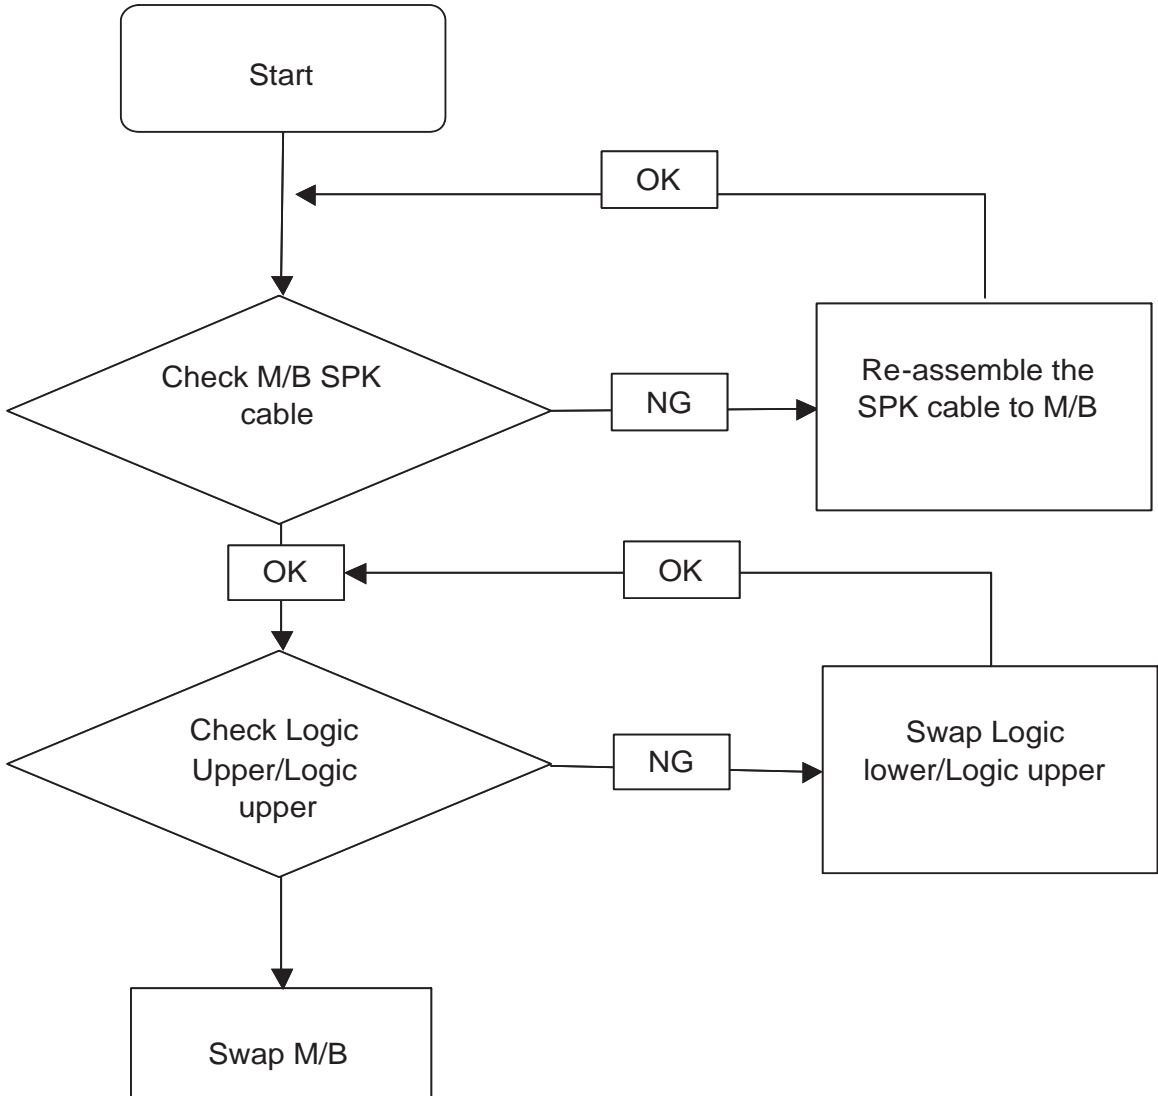 Start
OK
Check M/B SPK
cable
NG
Re-assemble the
SPK cable to M/B
OK
OK
Check Logic
Upper/Logic
upper
NG
Swap Logic
lower/Logic upper
Swap M/B